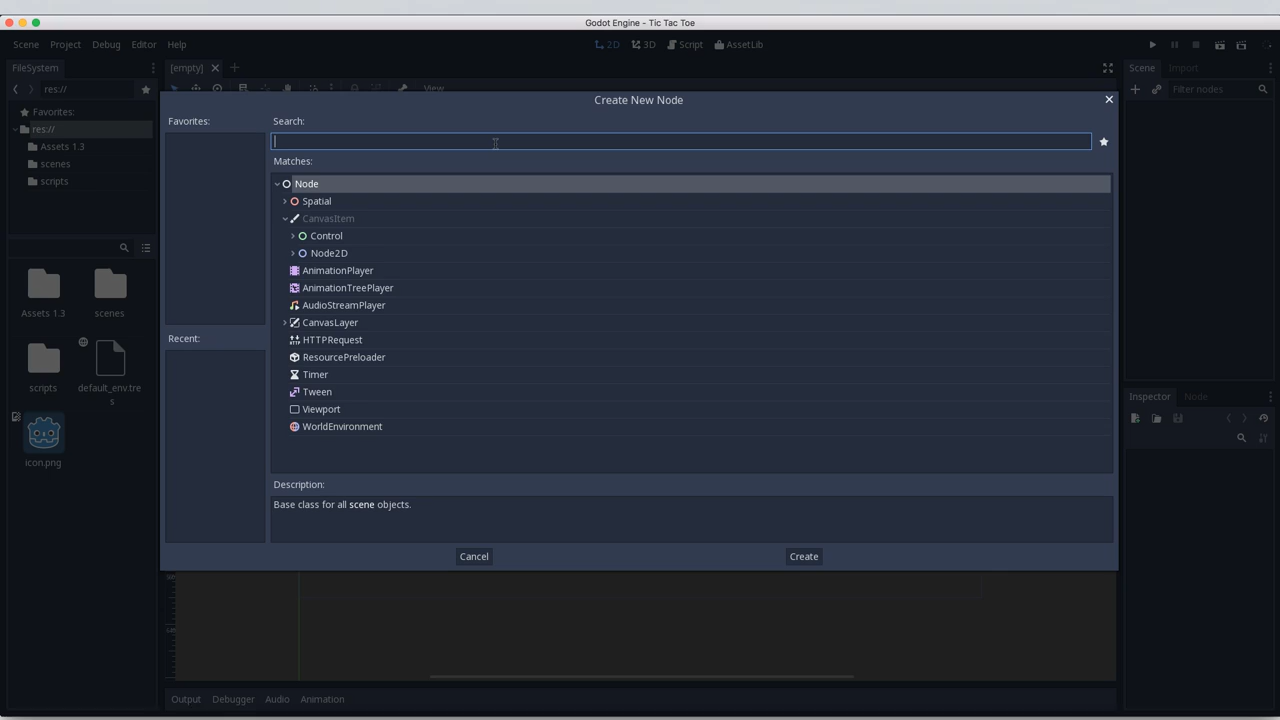 Godot Engine - Tic Tac Toe
Scene Project Debug Editor Help
2D 3D Script AssetLib
FileSystem
[empty]
Scene Import
res://
View
Filter nodes
Create New Node
Favorites:
res://
Assets 1.3
scenes
scripts
Favorites:
Search:
Matches:
Node
Spatial
CanvasItem
Control
Node2D
AnimationPlayer
AnimationTreePlayer
AudioStreamPlayer
CanvasLayer
HTTPRequest
ResourcePreloader
Timer
Tween
Viewport
WorldEnvironment
Recent:
Assets 1.3
scenes
scripts
default_env.tre
s
icon.png
Description:
Base class for all scene objects.
Cancel
Create
Inspector Node
Output Debugger Audio Animation